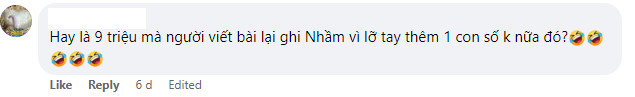 Hay là 9 triệu mà người viết bài lại ghi Nhầm vì lỡ tay thêm 1 con số k nữa đó?🤣🤣
🤣🤣🤣
Like Reply 6 d Edited